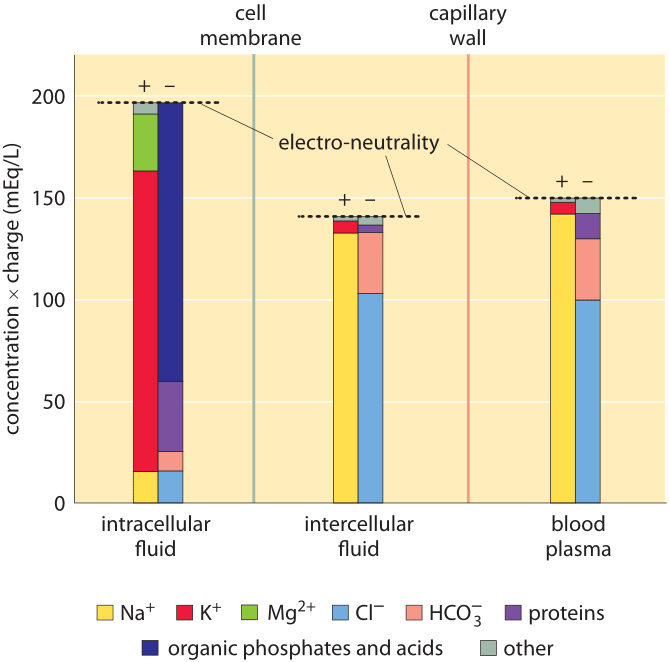 cell
membrane
capillary
wall
concentration × charge (mEq/L)
200
150
100
50
0
+ −
electro-neutrality
+ −
+ −
intracellular
fluid
intercellular
fluid
blood
plasma
Na⁺ K⁺ Mg²⁺ Cl⁻ HCO₃⁻ proteins
organic phosphates and acids other